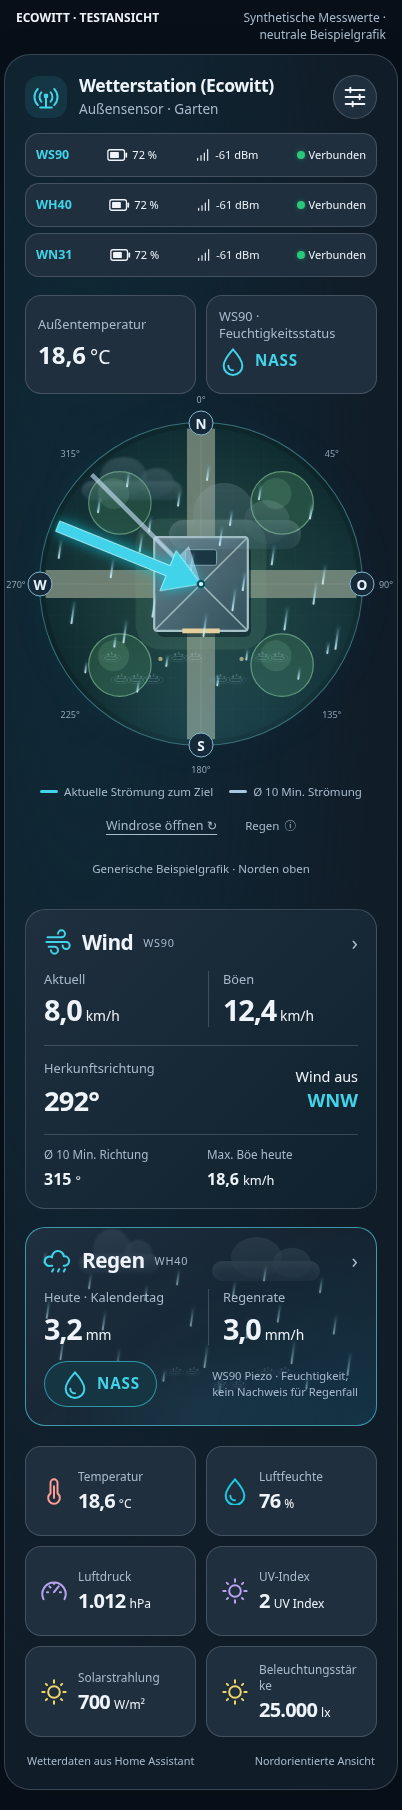 ECOWITT · TESTANSICHT
Synthetische Messwerte ·
neutrale Beispielgrafik
Wetterstation (Ecowitt)
Außensensor · Garten
WS90 72 % -61 dBm Verbunden
WH40 72 % -61 dBm Verbunden
WN31 72 % -61 dBm Verbunden
Außentemperatur
18,6 °C
WS90 ·
Feuchtigkeitsstatus
NASS
0°
N
315° 45°
270° W O 90°
225° 135°
S
180°
Aktuelle Strömung zum Ziel Ø 10 Min. Strömung
Windrose öffnen ↻ Regen ⓘ
Generische Beispielgrafik · Norden oben
Wind WS90 ›
Aktuell Böen
8,0 km/h 12,4 km/h
Herkunftsrichtung
292°
Wind aus
WNW
Ø 10 Min. Richtung Max. Böe heute
315 ° 18,6 km/h
Regen WH40 ›
Heute · Kalendertag Regenrate
3,2 mm 3,0 mm/h
NASS
WS90 Piezo · Feuchtigkeit,
kein Nachweis für Regenfall
Temperatur
18,6 °C
Luftfeuchte
76 %
Luftdruck
1.012 hPa
UV-Index
2 UV Index
Solarstrahlung
700 W/m²
Beleuchtungsstär
ke
25.000 lx
Wetterdaten aus Home Assistant Nordorientierte Ansicht